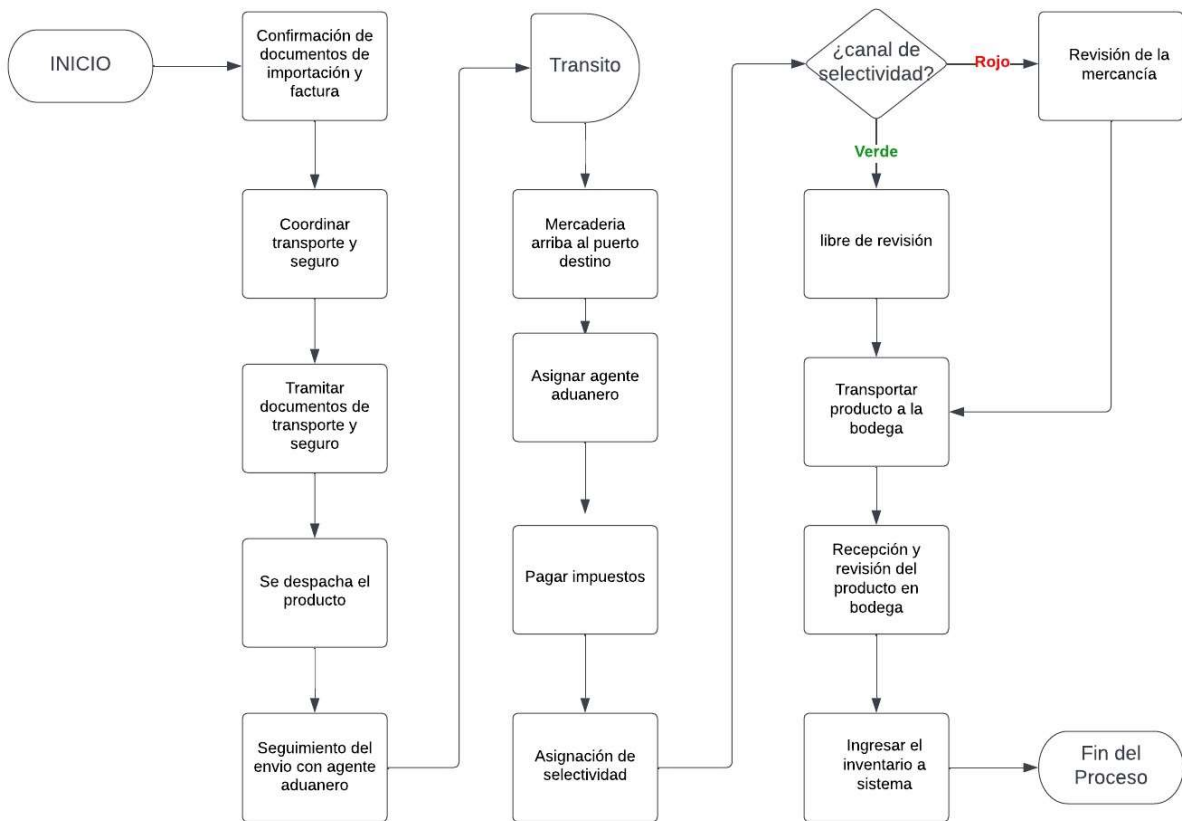 INICIO
Confirmación de
documentos de
importación y
factura
Coordinar
transporte y
seguro
Tramitar
documentos de
transporte y
seguro
Se despacha el
producto
Seguimiento del
envio con agente
aduanero
Transito
Mercaderia
arriba al puerto
destino
Asignar agente
aduanero
Pagar impuestos
Asignación de
selectividad
¿canal de
selectividad?
Rojo
Revisión de la
mercancía
Verde
libre de revisión
Transportar
producto a la
bodega
Recepción y
revisión del
producto en
bodega
Ingresar el
inventario a
sistema
Fin del
Proceso